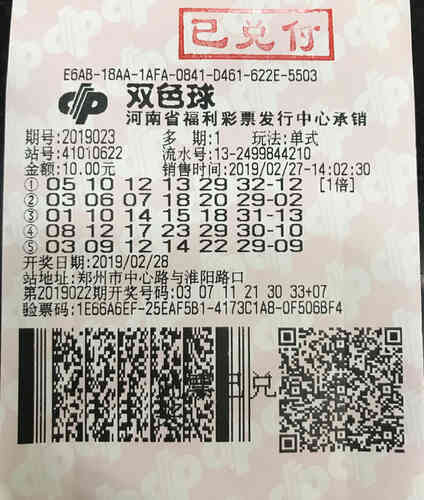 已兑付
E6AB-18AA-1AFA-0841-D461-622E-5503
双色球
河南省福利彩票发行中心承销
期号:2019023 多 期:1 玩法:单式
站号:41010622 流水号:13-2499844210
金额:10.00元 销售时间:2019/02/27-14:02:30
① 05 10 12 13 29 32-12 [1倍]
② 03 06 07 18 20 29-02
③ 01 10 14 15 18 31-13
④ 08 12 17 23 29 30-10
⑤ 03 09 12 14 22 29-09
开奖日期:2019/02/28
站地址:郑州市中心路与淮阳路口
第2019022期开奖号码:03 07 11 21 30 33+07
验票码:1E66A6EF-25EAF5B1-4173C1A8-0F506BF4
票已兑